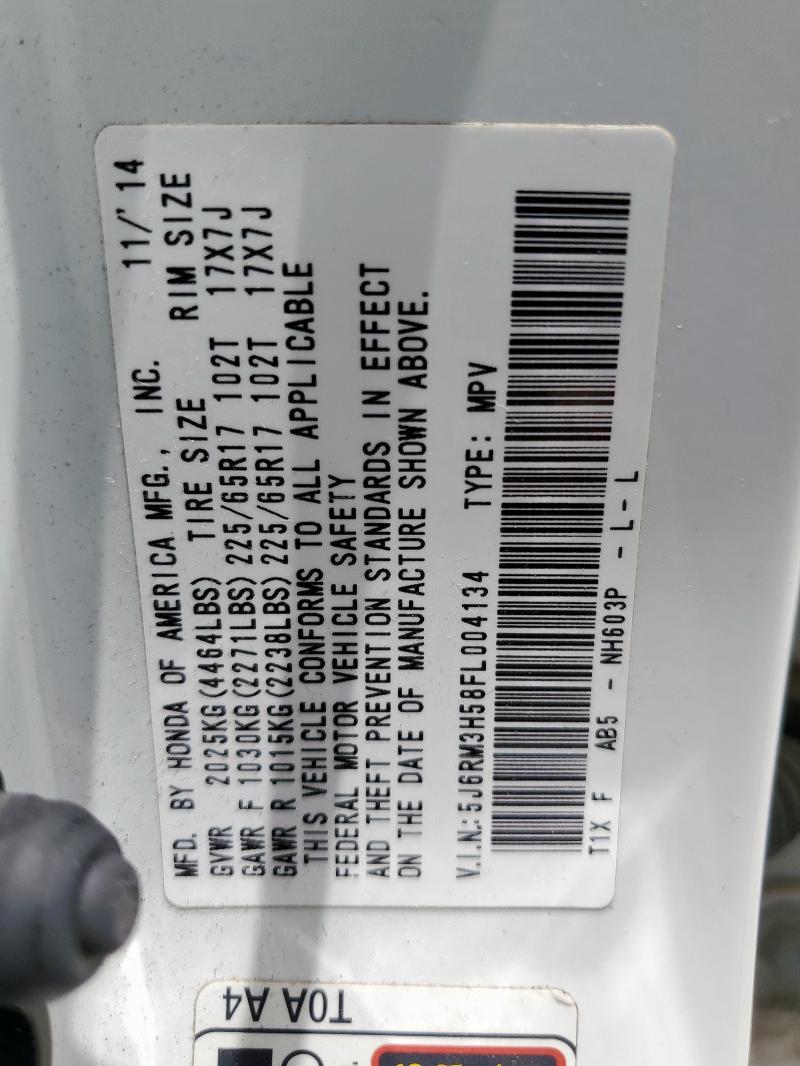 MFD. BY HONDA OF AMERICA MFG., INC. 11/'14
GVWR 2025KG(4464LBS) TIRE SIZE RIM SIZE
GAWR F 1030KG(2271LBS) 225/65R17 102T 17X7J
GAWR R 1015KG(2238LBS) 225/65R17 102T 17X7J
THIS VEHICLE CONFORMS TO ALL APPLICABLE
FEDERAL MOTOR VEHICLE SAFETY
AND THEFT PREVENTION STANDARDS IN EFFECT
ON THE DATE OF MANUFACTURE SHOWN ABOVE.
V.I.N.: 5J6RM3H58FL004134 TYPE: MPV
T1X F AB5 - NH603P - L - L
T0A A4